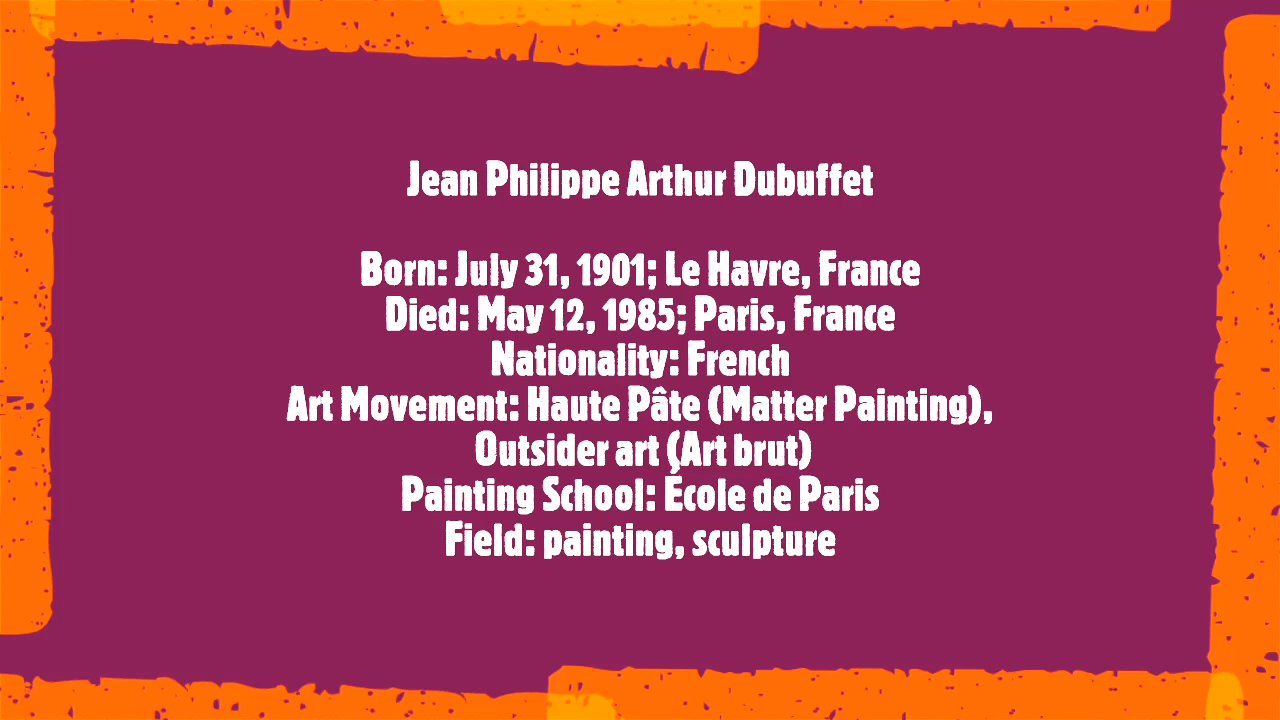 Jean Philippe Arthur Dubuffet
Born: July 31, 1901; Le Havre, France
Died: May 12, 1985; Paris, France
Nationality: French
Art Movement: Haute Pâte (Matter Painting),
Outsider art (Art brut)
Painting School: École de Paris
Field: painting, sculpture